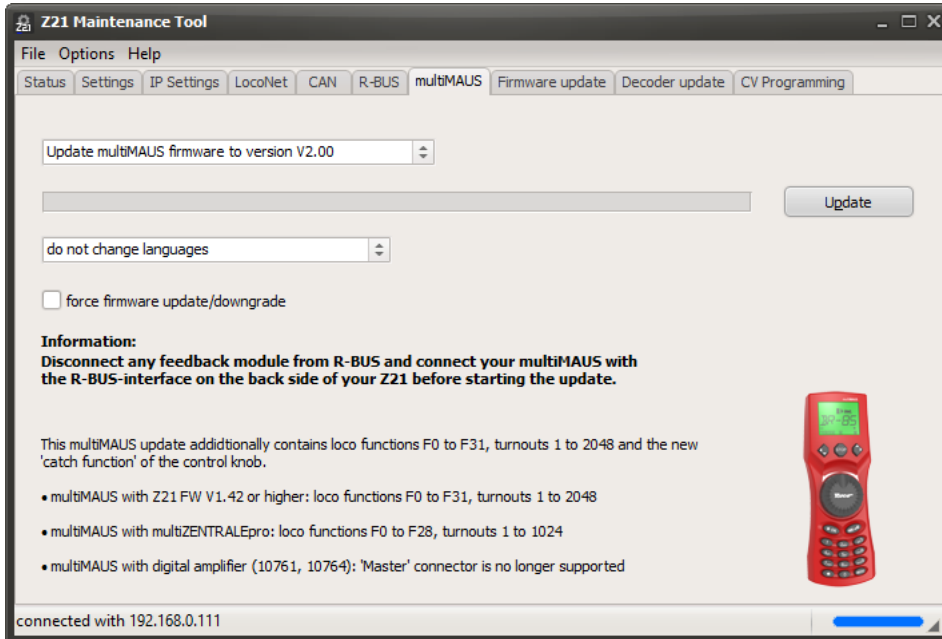 Z21 Maintenance Tool
File Options Help
Status Settings IP Settings LocoNet CAN R-BUS multiMAUS Firmware update Decoder update CV Programming
Update multiMAUS firmware to version V2.00
Update
do not change languages
force firmware update/downgrade
Information:
Disconnect any feedback module from R-BUS and connect your multiMAUS with
the R-BUS-interface on the back side of your Z21 before starting the update.
This multiMAUS update addidtionally contains loco functions F0 to F31, turnouts 1 to 2048 and the new
'catch function' of the control knob.
• multiMAUS with Z21 FW V1.42 or higher: loco functions F0 to F31, turnouts 1 to 2048
• multiMAUS with multiZENTRALEpro: loco functions F0 to F28, turnouts 1 to 1024
• multiMAUS with digital amplifier (10761, 10764): 'Master' connector is no longer supported
connected with 192.168.0.111